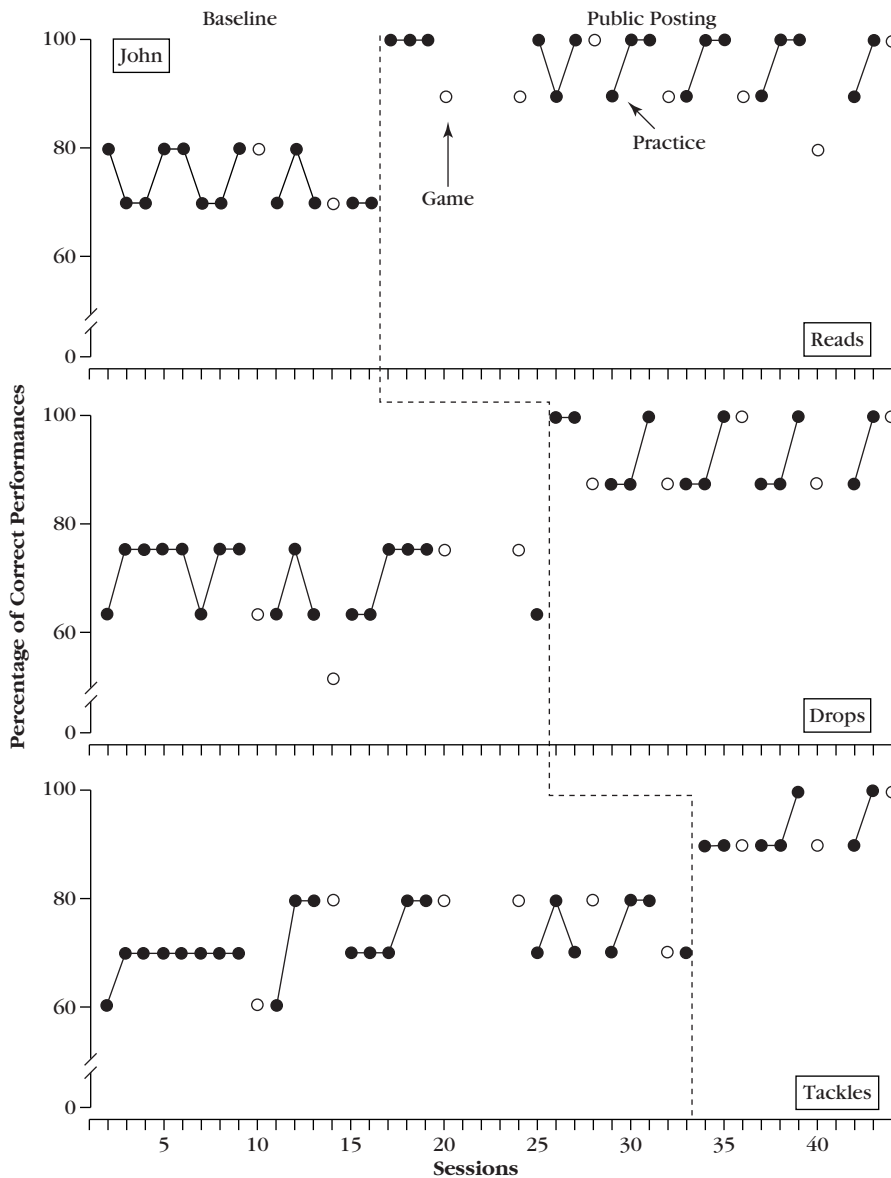 Baseline Public Posting
100
John
80
Practice
Game
60
Reads
0
Percentage of Correct Performances
100
80
60
Drops
0
100
80
60
Tackles
0
5 10 15 20 25 30 35 40
Sessions